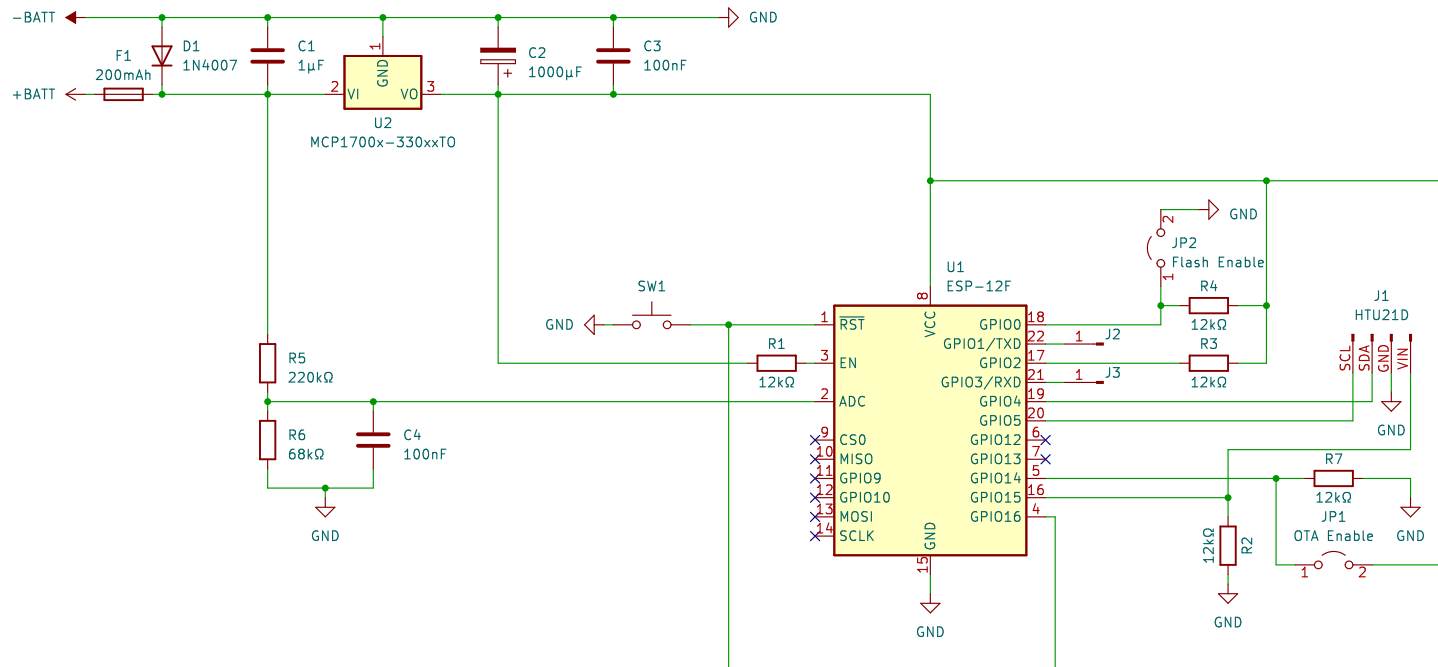 -BATT
GND
F1
200mAh
D1
1N4007
C1
1µF
1
GND
C2
1000µF
+
C3
100nF
+BATT
2
VI
VO
3
U2
MCP1700x-330xxTO
2
GND
JP2
Flash Enable
1
U1
ESP-12F
SW1
GND
8
VCC
R4
12kΩ
J1
HTU21D
SCL
SDA
GND
VIN
1
RST
GPIO0
18
GPIO1/TXD
22
1
J2
R1
12kΩ
3
EN
GPIO2
17
R3
12kΩ
R5
220kΩ
GPIO3/RXD
21
1
J3
2
ADC
GPIO4
19
GPIO5
20
GND
R6
68kΩ
C4
100nF
9
CS0
GPIO12
6
10
MISO
GPIO13
7
11
GPIO9
GPIO14
5
R7
12kΩ
12
GPIO10
GPIO15
16
13
MOSI
GPIO16
4
14
SCLK
GND
15
GND
GND
12kΩ
R2
GND
JP1
OTA Enable
1
2
GND